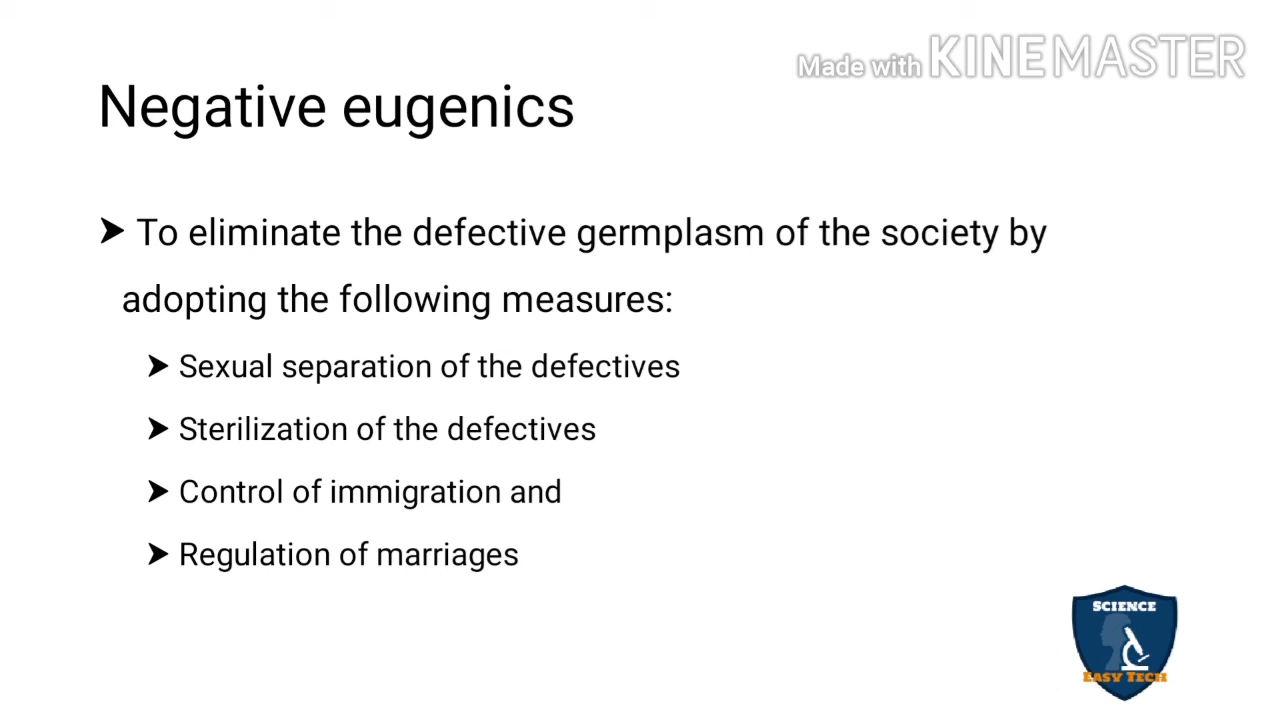 Made with KINEMASTER
Negative eugenics
➤ To eliminate the defective germplasm of the society by
adopting the following measures:
➤ Sexual separation of the defectives
➤ Sterilization of the defectives
➤ Control of immigration and
➤ Regulation of marriages
SCIENCE
EASY TECH